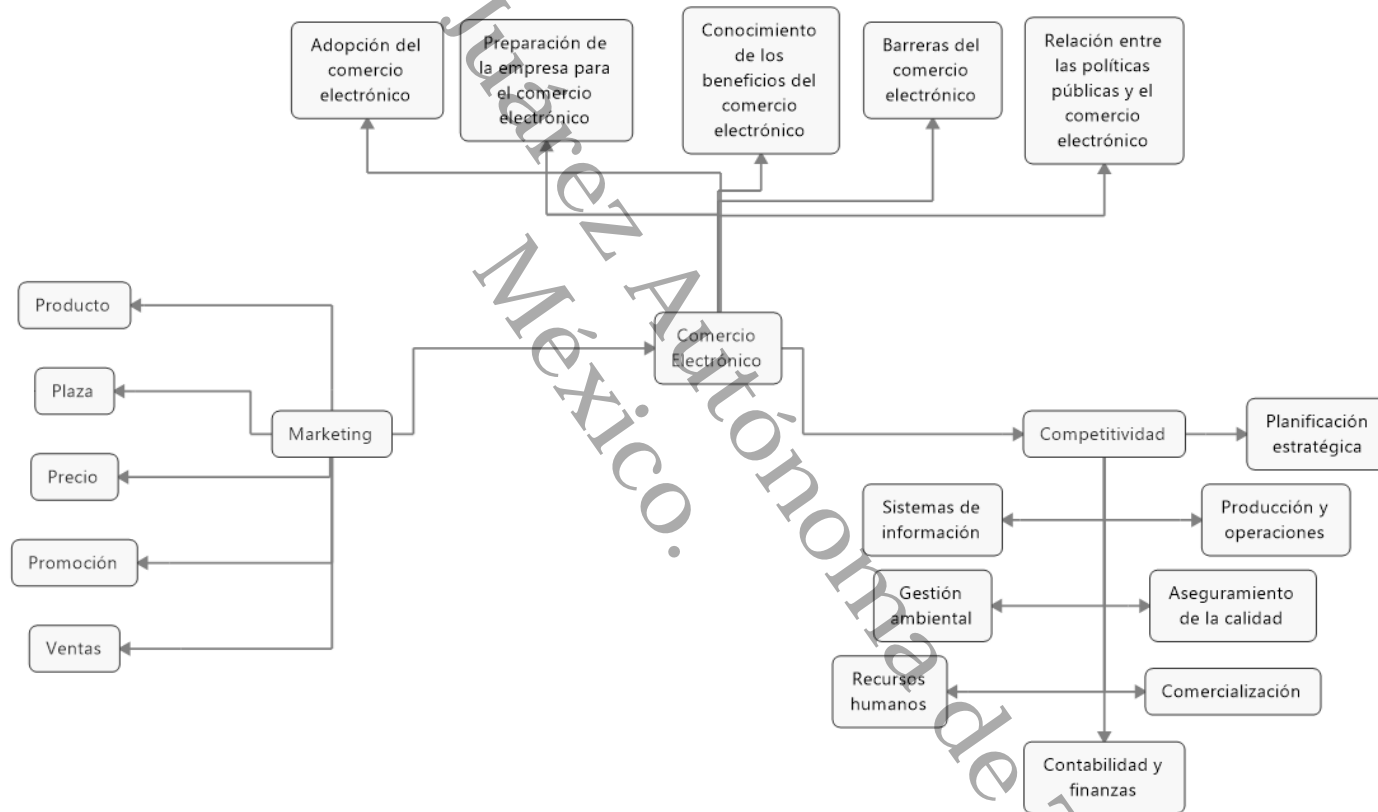 Adopción del
comercio
electrónico
Preparación de
la empresa para
el comercio
electrónico
Conocimiento
de los
beneficios del
comercio
electrónico
Barreras del
comercio
electrónico
Relación entre
las políticas
públicas y el
comercio
electrónico
Producto
Plaza
Precio
Promoción
Ventas
Marketing
Comercio
Electrónico
Competitividad
Planificación
estratégica
Sistemas de
información
Producción y
operaciones
Gestión
ambiental
Aseguramiento
de la calidad
Recursos
humanos
Comercialización
Contabilidad y
finanzas
Juárez Autónoma de
México.